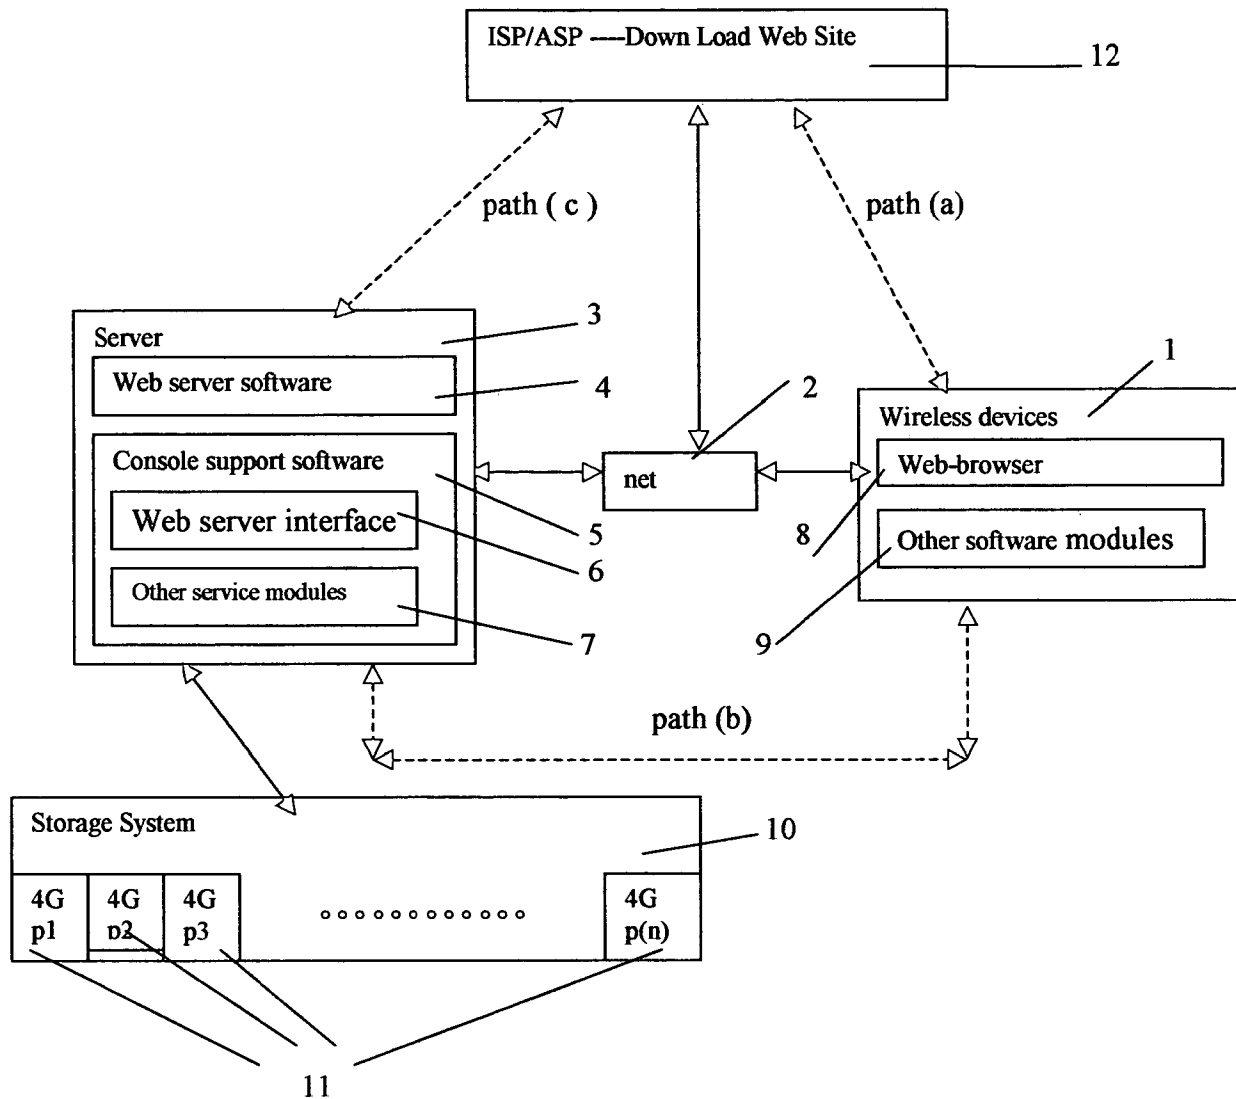 ISP/ASP ----Down Load Web Site
12
path ( c )
path (a)
Server
3
Web server software
4
Console support software
5
Web server interface
6
Other service modules
7
2
net
1
Wireless devices
Web-browser
8
Other software modules
9
path (b)
Storage System
10
4G
p1
4G
p2
4G
p3
4G
p(n)
11